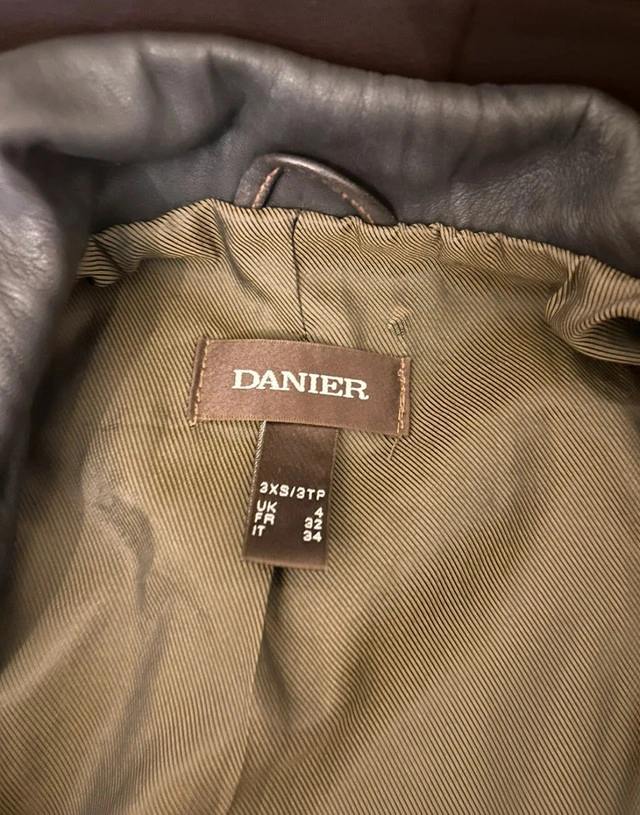 DANIER
3XS/3TP
UK 4
FR 32
IT 34